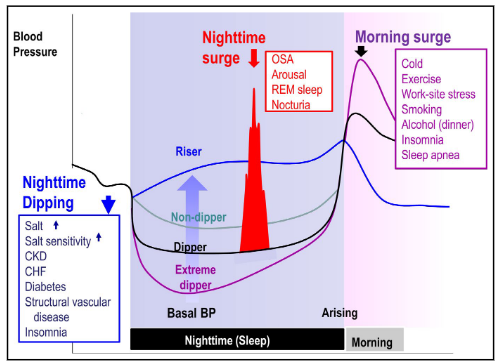 Blood
Pressure
Nighttime
surge
OSA
Arousal
REM sleep
Nocturia
Morning surge
Cold
Exercise
Work-site stress
Smoking
Alcohol (dinner)
Insomnia
Sleep apnea
Riser
Non-dipper
Dipper
Extreme
dipper
Nighttime
Dipping
Salt ↑
Salt sensitivity ↑
CKD
CHF
Diabetes
Structural vascular
disease
Insomnia
Basal BP
Arising
Nighttime (Sleep)
Morning